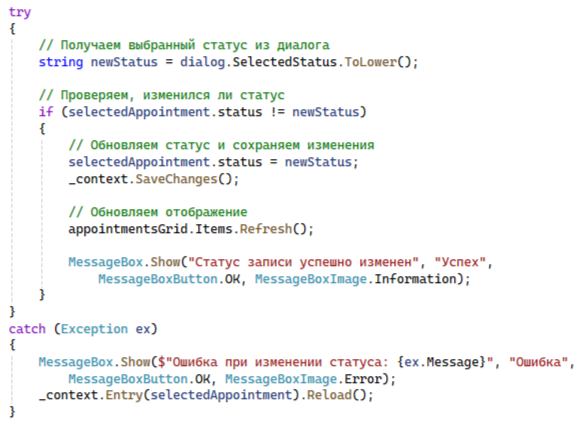 try
{
// Получаем выбранный статус из диалога
string newStatus = dialog.SelectedStatus.ToLower();
// Проверяем, изменился ли статус
if (selectedAppointment.status != newStatus)
{
// Обновляем статус и сохраняем изменения
selectedAppointment.status = newStatus;
_context.SaveChanges();
// Обновляем отображение
appointmentsGrid.Items.Refresh();
MessageBox.Show("Статус записи успешно изменен", "Успех",
MessageBoxButton.OK, MessageBoxImage.Information);
}
}
catch (Exception ex)
{
MessageBox.Show($"Ошибка при изменении статуса: {ex.Message}", "Ошибка",
MessageBoxButton.OK, MessageBoxImage.Error);
_context.Entry(selectedAppointment).Reload();
}